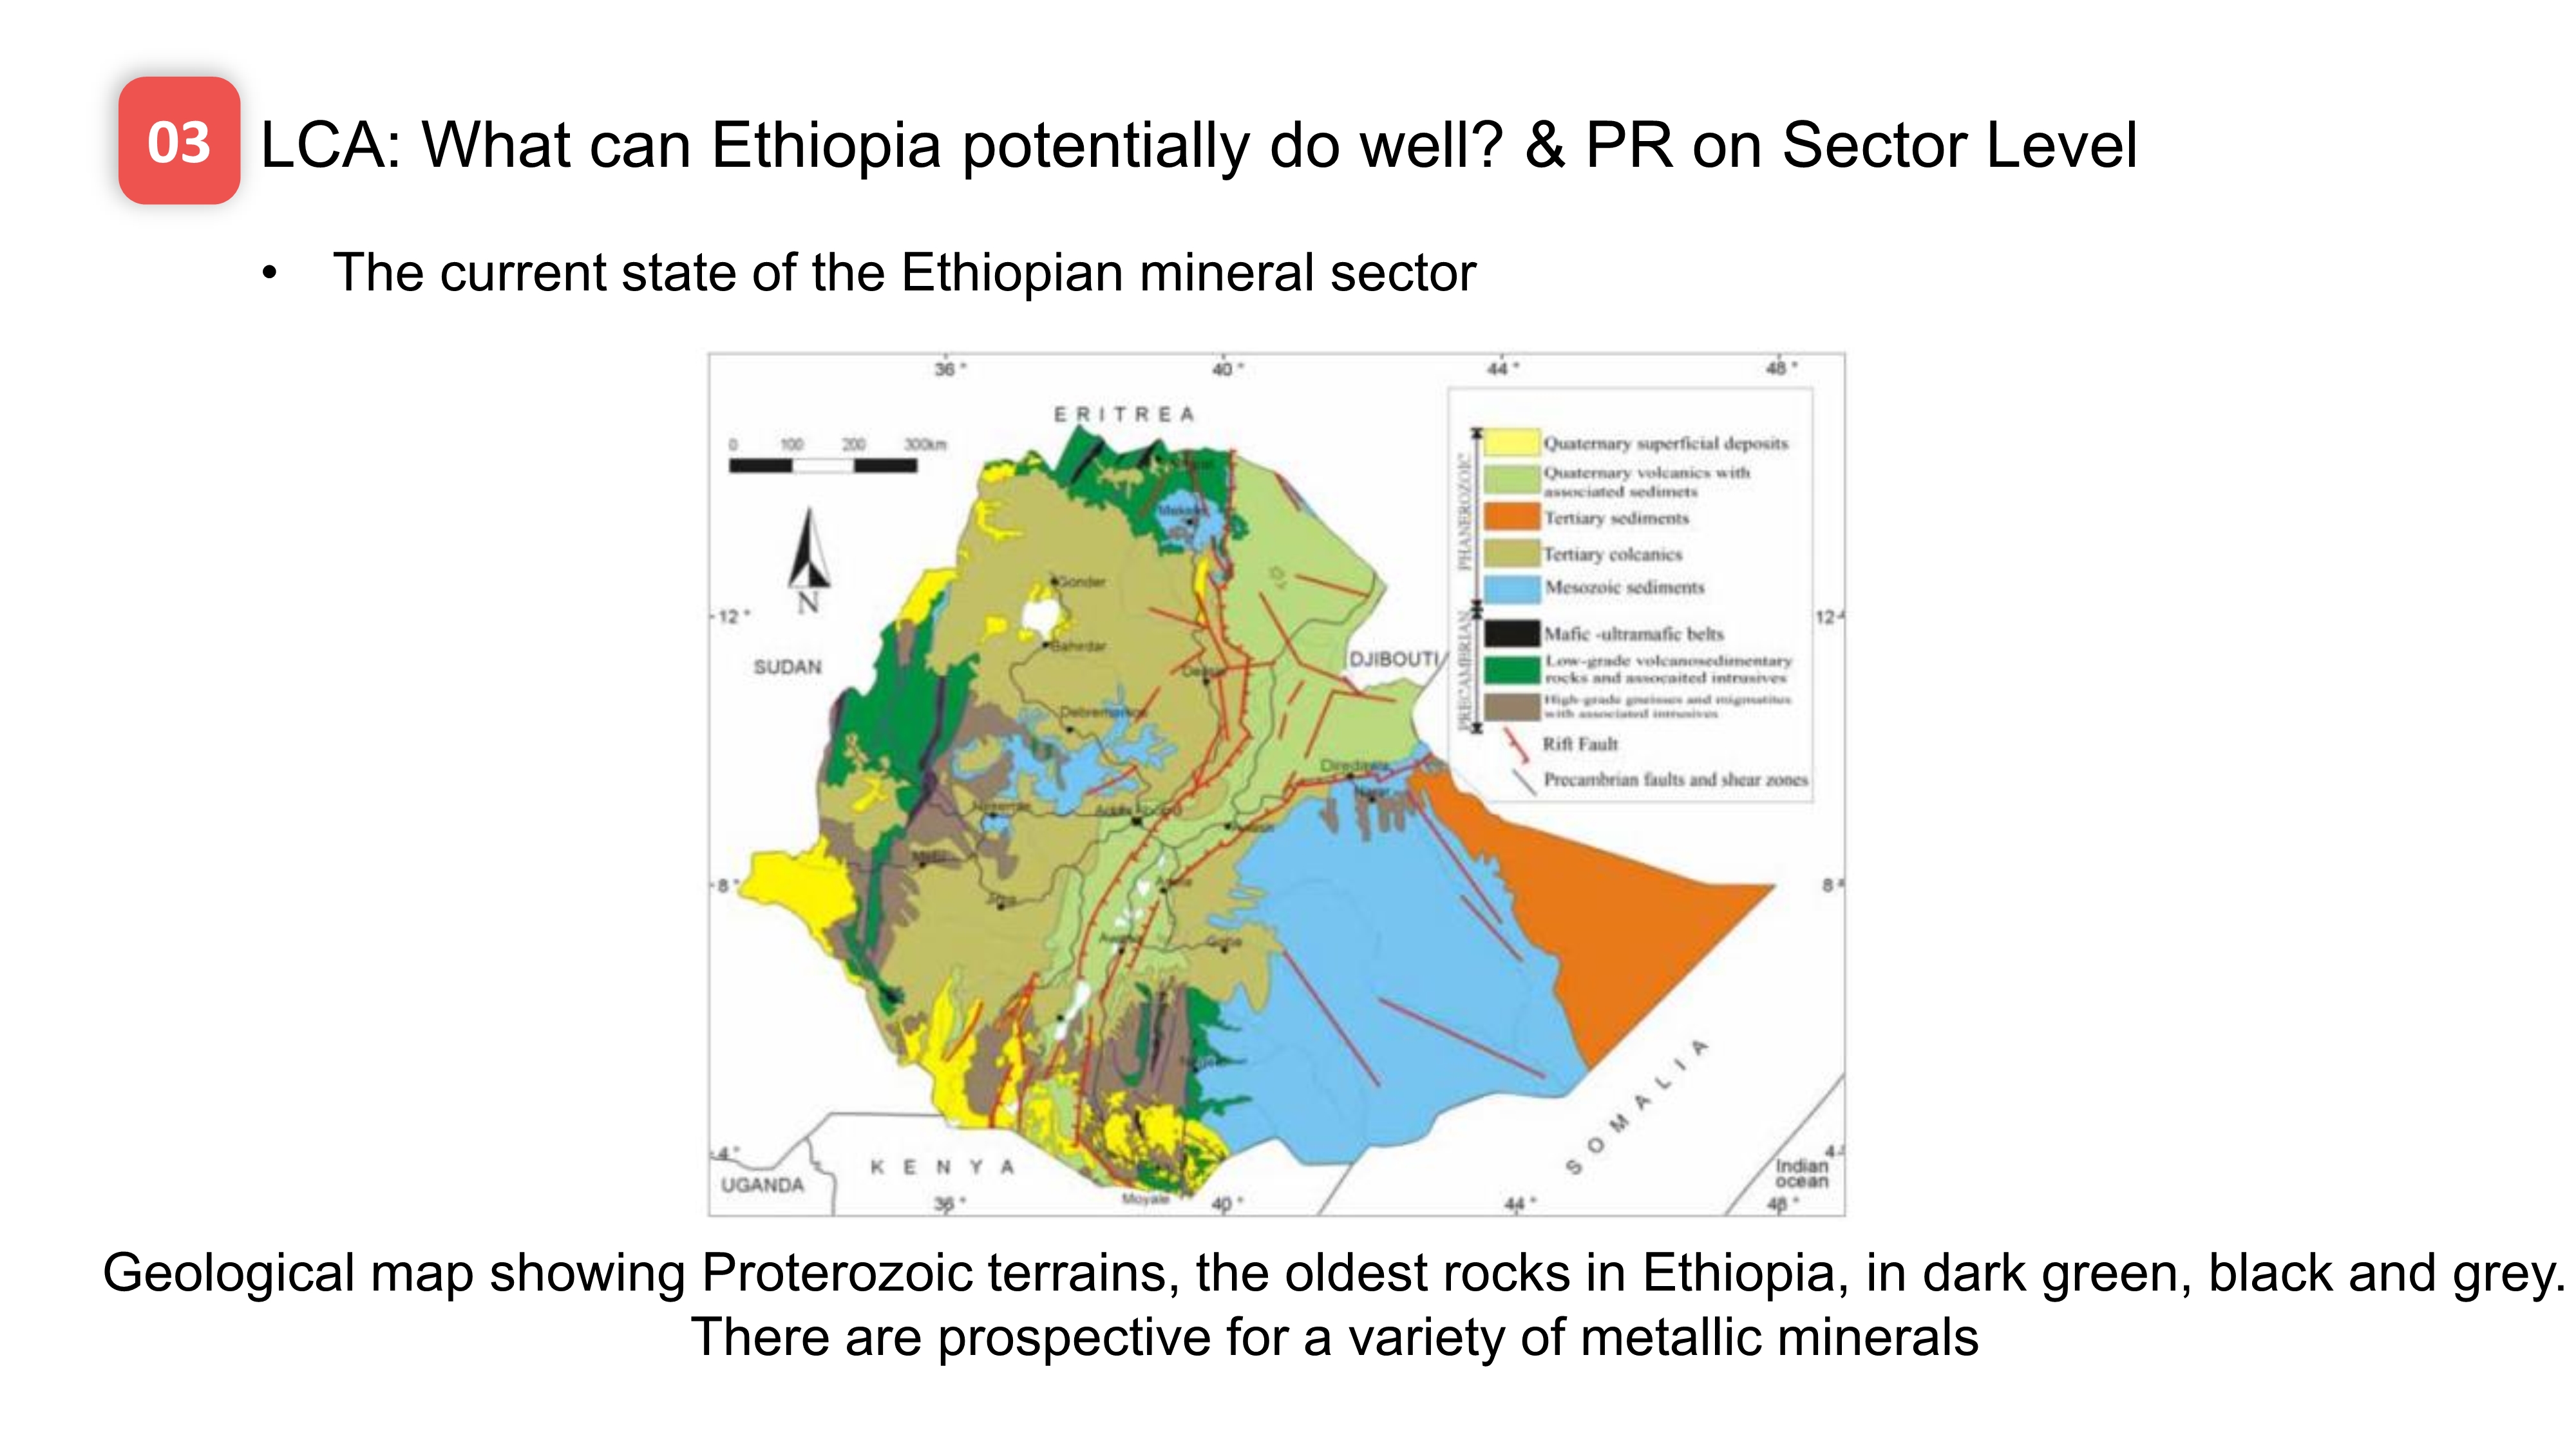 03
LCA: What can Ethiopia potentially do well? & PR on Sector Level
• The current state of the Ethiopian mineral sector
36 °
40 °
44 °
48 °
ERITREA
0 100 200 300km
N
Quaternary superficial deposits
Quaternary volcanics with
associated sedimets
Tertiary sediments
Tertiary colcanics
Mesozoic sediments
PHANEROZOIC
Mafic -ultramafic belts
Low-grade volcanosedimentary
rocks and assocaited intrusives
High-grade gneisses and migmatites
with associated intrusives
PRECAMBRIAN
Rift Fault
Precambrian faults and shear zones
Mekele
Gonder
12 °
12
Bahirdar
SUDAN
DJIBOUTI
Debremarkos
Diredawa
Harar
Nekemte
Addis Ababa
Awash
Metu
8 °
8 °
Jima
Goba
SOMALIA
4 °
4
KENYA
UGANDA
Moyale
Indian
ocean
36 °
40 °
44 °
48 °
Geological map showing Proterozoic terrains, the oldest rocks in Ethiopia, in dark green, black and grey.
There are prospective for a variety of metallic minerals